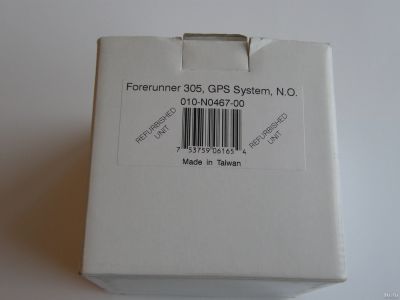 Forerunner 305, GPS System, N.O.
010-N0467-00
REFURBISHED
UNIT
REFURBISHED
UNIT
7 53759 06165 4
Made in Taiwan